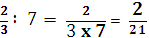 2/3 : 7 = 2/(3 x 7) = 2/21